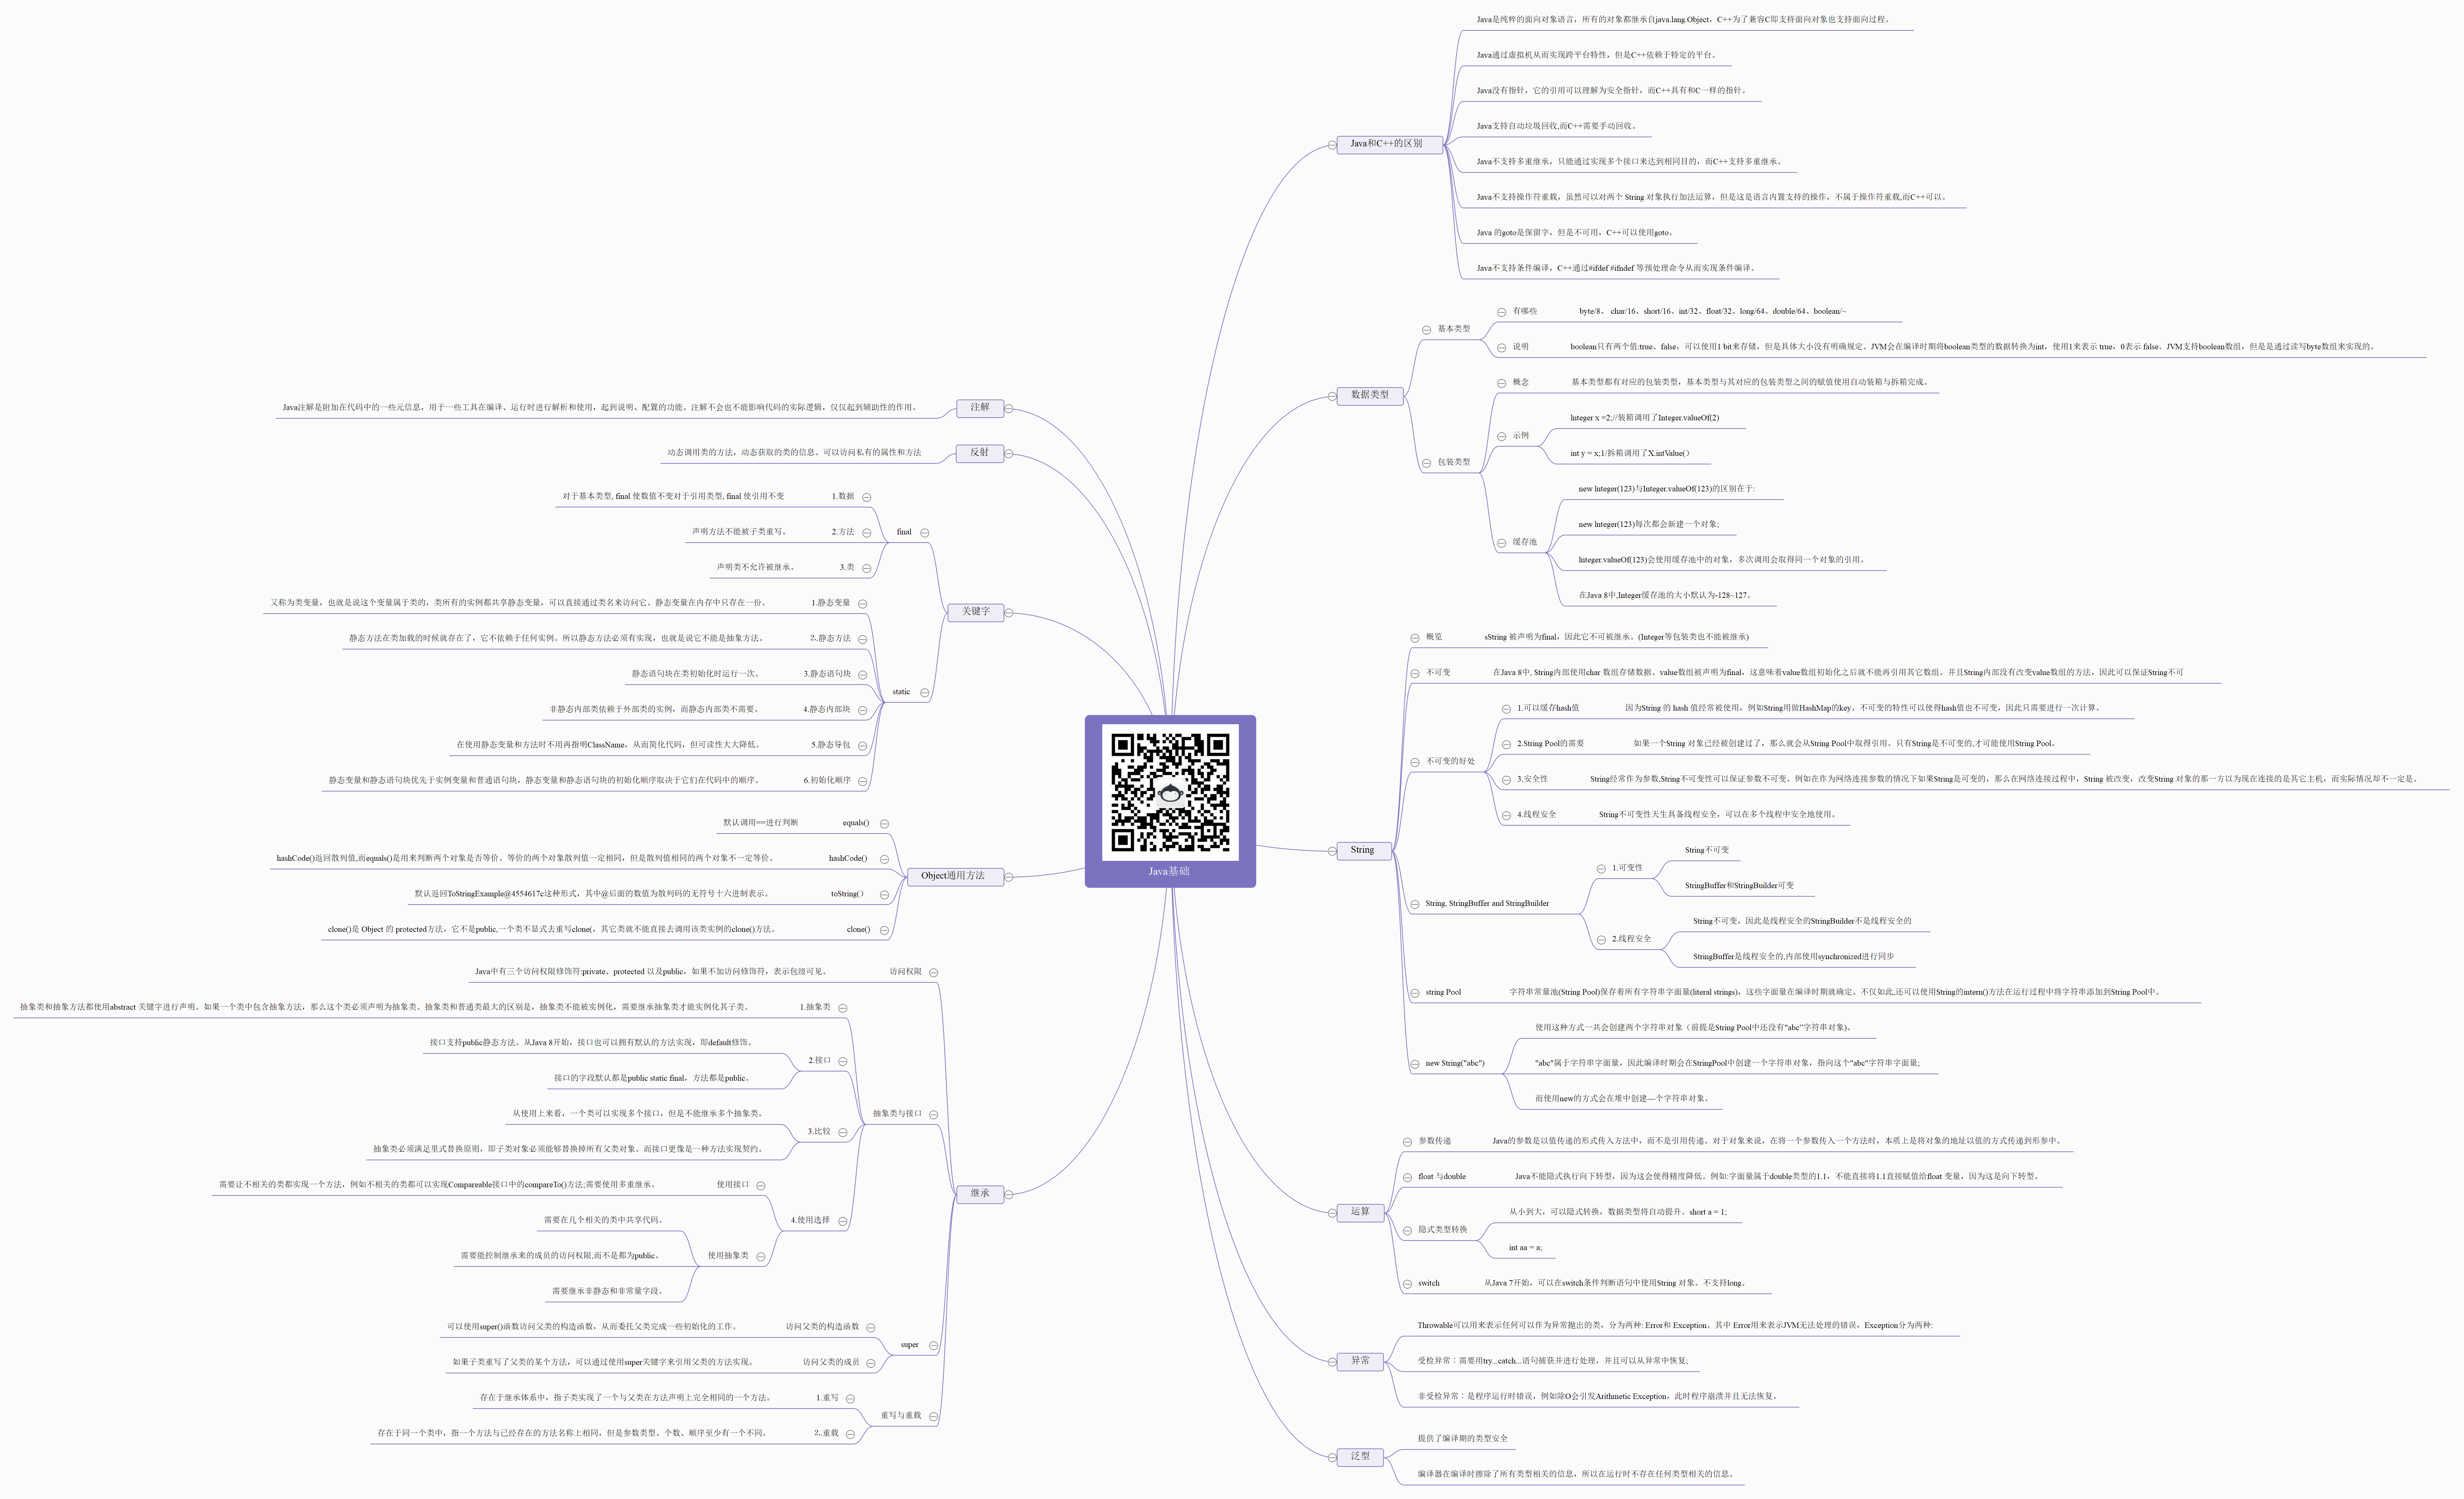 Java基础
Java和C++的区别
Java是纯粹的面向对象语言，所有的对象都继承自java.lang.Object，C++为了兼容C即支持面向对象也支持面向过程。
Java通过虚拟机从而实现跨平台特性，但是C++依赖于特定的平台。
Java没有指针，它的引用可以理解为安全指针，而C++具有和C一样的指针。
Java支持自动垃圾回收,而C++需要手动回收。
Java不支持多重继承，只能通过实现多个接口来达到相同目的，而C++支持多重继承。
Java不支持操作符重载，虽然可以对两个 String 对象执行加法运算，但是这是语言内置支持的操作，不属于操作符重载,而C++可以。
Java 的goto是保留字，但是不可用，C++可以使用goto。
Java不支持条件编译，C++通过#ifdef #ifndef 等预处理命令从而实现条件编译。
数据类型
基本类型
有哪些
byte/8、 char/16、short/16、int/32、float/32、long/64、double/64、boolean/~
说明
boolean只有两个值:true、false，可以使用1 bit来存储，但是具体大小没有明确规定。JVM会在编译时期将boolean类型的数据转换为int，使用1来表示 true，0表示 false。JVM支持boolean数组，但是是通过读写byte数组来实现的。
包装类型
概念
基本类型都有对应的包装类型，基本类型与其对应的包装类型之间的赋值使用自动装箱与拆箱完成。
示例
lnteger x =2;//装箱调用了Integer.valueOf(2)
int y = x;1/拆箱调用了X.intValue(）
缓存池
new lnteger(123)与Integer.valueOf(123)的区别在于:
new lnteger(123)每次都会新建一个对象;
lnteger.valueOf(123)会使用缓存池中的对象，多次调用会取得同一个对象的引用。
在Java 8中,Integer缓存池的大小默认为-128~127。
String
概览
sString 被声明为final，因此它不可被继承。(Integer等包装类也不能被继承)
不可变
在Java 8中, String内部使用char 数组存储数据。value数组被声明为final，这意味着value数组初始化之后就不能再引用其它数组。并且String内部没有改变value数组的方法，因此可以保证String不可
不可变的好处
1.可以缓存hash值
因为String 的 hash 值经常被使用，例如String用做HashMap的key。不可变的特性可以使得hash值也不可变，因此只需要进行一次计算。
2.String Pool的需要
如果一个String 对象已经被创建过了，那么就会从String Pool中取得引用。只有String是不可变的,才可能使用String Pool。
3.安全性
String经常作为参数,String不可变性可以保证参数不可变。例如在作为网络连接参数的情况下如果String是可变的，那么在网络连接过程中，String 被改变，改变String 对象的那一方以为现在连接的是其它主机，而实际情况却不一定是。
4.线程安全
String不可变性天生具备线程安全，可以在多个线程中安全地使用。
String, StringBuffer and StringBuilder
1.可变性
String不可变
StringBuffer和StringBuilder可变
2.线程安全
String不可变，因此是线程安全的StringBuilder不是线程安全的
StringBuffer是线程安全的,内部使用synchronized进行同步
string Pool
字符串常量池(String Pool)保存着所有字符串字面量(literal strings)，这些字面量在编译时期就确定。不仅如此,还可以使用String的intern()方法在运行过程中将字符串添加到String Pool中。
new String("abc")
使用这种方式一共会创建两个字符串对象（前提是String Pool中还没有"abc"字符串对象)。
"abc"属于字符串字面量，因此编译时期会在StringPool中创建一个字符串对象，指向这个"abc"字符串字面量;
而使用new的方式会在堆中创建—个字符串对象。
运算
参数传递
Java的参数是以值传递的形式传入方法中，而不是引用传递。对于对象来说，在将一个参数传入一个方法时，本质上是将对象的地址以值的方式传递到形参中。
float 与double
Java不能隐式执行向下转型，因为这会使得精度降低。例如:字面量属于double类型的1.1，不能直接将1.1直接赋值给float 变量，因为这是向下转型。
隐式类型转换
从小到大，可以隐式转换，数据类型将自动提升。short a = 1;
int aa = a;
switch
从Java 7开始，可以在switch条件判断语句中使用String 对象。不支持long。
异常
Throwable可以用来表示任何可以作为异常抛出的类，分为两种: Error和 Exception。其中 Error用来表示JVM无法处理的错误，Exception分为两种:
受检异常：需要用try...catch...语句捕获并进行处理，并且可以从异常中恢复;
非受检异常：是程序运行时错误，例如除O会引发Arithmetic Exception，此时程序崩溃并且无法恢复。
泛型
提供了编译期的类型安全
编译器在编译时擦除了所有类型相关的信息，所以在运行时不存在任何类型相关的信息。
注解
Java注解是附加在代码中的一些元信息，用于一些工具在编译、运行时进行解析和使用，起到说明、配置的功能。注解不会也不能影响代码的实际逻辑，仅仅起到辅助性的作用。
反射
动态调用类的方法，动态获取的类的信息。可以访问私有的属性和方法
关键字
final
1.数据
对于基本类型, final 使数值不变对于引用类型, final 使引用不变
2.方法
声明方法不能被子类重写。
3.类
声明类不允许被继承。
static
1.静态变量
又称为类变量，也就是说这个变量属于类的，类所有的实例都共享静态变量，可以直接通过类名来访问它。静态变量在内存中只存在一份。
2.静态方法
静态方法在类加载的时候就存在了，它不依赖于任何实例。所以静态方法必须有实现，也就是说它不能是抽象方法。
3.静态语句块
静态语句块在类初始化时运行一次。
4.静态内部块
非静态内部类依赖于外部类的实例，而静态内部类不需要。
5.静态导包
在使用静态变量和方法时不用再指明ClassName，从而简化代码，但可读性大大降低。
6.初始化顺序
静态变量和静态语句块优先于实例变量和普通语句块，静态变量和静态语句块的初始化顺序取决于它们在代码中的顺序。
Object通用方法
equals()
默认调用==进行判断
hashCode()
hashCode()返回散列值,而equals()是用来判断两个对象是否等价。等价的两个对象散列值一定相同，但是散列值相同的两个对象不一定等价。
toString(）
默认返回ToStringExample@4554617c这种形式，其中@后面的数值为散列码的无符号十六进制表示。
clone()
clone()是 Object 的 protected方法，它不是public,一个类不显式去重写clone(，其它类就不能直接去调用该类实例的clone()方法。
继承
访问权限
Java中有三个访问权限修饰符:private、protected 以及public，如果不加访问修饰符，表示包级可见。
抽象类与接口
1.抽象类
抽象类和抽象方法都使用abstract 关键字进行声明。如果一个类中包含抽象方法，那么这个类必须声明为抽象类。抽象类和普通类最大的区别是，抽象类不能被实例化，需要继承抽象类才能实例化其子类。
2.接口
接口支持public静态方法。从Java 8开始，接口也可以拥有默认的方法实现，即default修饰。
接口的字段默认都是public static final，方法都是public。
3.比较
从使用上来看，一个类可以实现多个接口，但是不能继承多个抽象类。
抽象类必须满足里式替换原则，即子类对象必须能够替换掉所有父类对象。而接口更像是一种方法实现契约。
4.使用选择
使用接口
需要让不相关的类都实现一个方法，例如不相关的类都可以实现Compareable接口中的compareTo()方法;需要使用多重继承。
使用抽象类
需要在几个相关的类中共享代码。
需要能控制继承来的成员的访问权限,而不是都为public。
需要继承非静态和非常量字段。
super
访问父类的构造函数
可以使用super()函数访问父类的构造函数，从而委托父类完成一些初始化的工作。
访问父类的成员
如果子类重写了父类的某个方法，可以通过使用super关键字来引用父类的方法实现。
重写与重载
1.重写
存在于继承体系中，指子类实现了一个与父类在方法声明上完全相同的一个方法。
2.重载
存在于同一个类中，指一个方法与已经存在的方法名称上相同，但是参数类型、个数、顺序至少有一个不同。